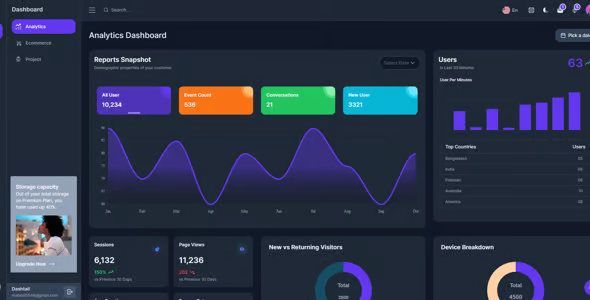 Dashboard
Analytics
Ecommerce
Project
Storage capacity
Out of your total storage
on Premium Plan, you
have used up 40%.
Upgrade Now
Dashtail
Search...
En
Analytics Dashboard
Pick a dat
Reports Snapshot
Demographic properties of your customer
Select Date
All User
10,234
Event Count
536
Conversations
21
New User
3321
Jan
Feb
Mar
Apr
May
Jun
Jul
Aug
Sep
Oct
Users
In Last 30 Minutes
63
User Per Minutes
Top Countries
Users
Bangladesh
India
Pakistan
Australia
America
Sessions
6,132
150%
vs Previous 30 Days
Page Views
11,236
202
vs Previous 30 Days
New vs Returning Visitors
Total
Device Breakdown
Total
4500